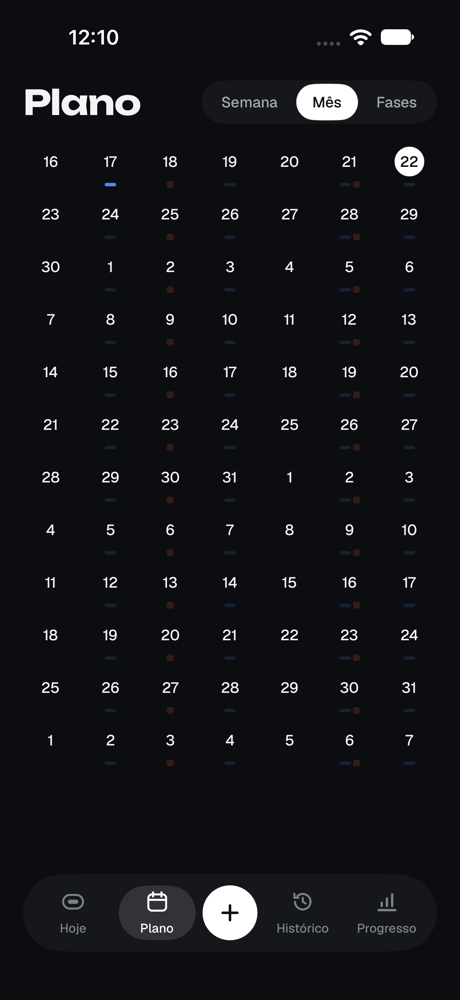 12:10
Plano
Semana Mês Fases
16 17 18 19 20 21 22
23 24 25 26 27 28 29
30 1 2 3 4 5 6
7 8 9 10 11 12 13
14 15 16 17 18 19 20
21 22 23 24 25 26 27
28 29 30 31 1 2 3
4 5 6 7 8 9 10
11 12 13 14 15 16 17
18 19 20 21 22 23 24
25 26 27 28 29 30 31
1 2 3 4 5 6 7
Hoje Plano Histórico Progresso